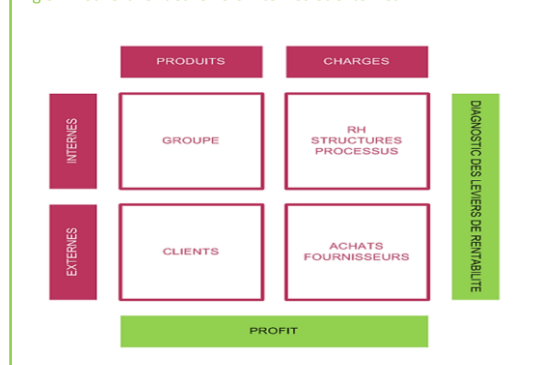 PRODUITS
CHARGES
INTERNES
GROUPE
RH
STRUCTURES
PROCESSUS
DIAGNOSTIC DES LEVIERS DE RENTABILITE
EXTERNES
CLIENTS
ACHATS
FOURNISSEURS
PROFIT